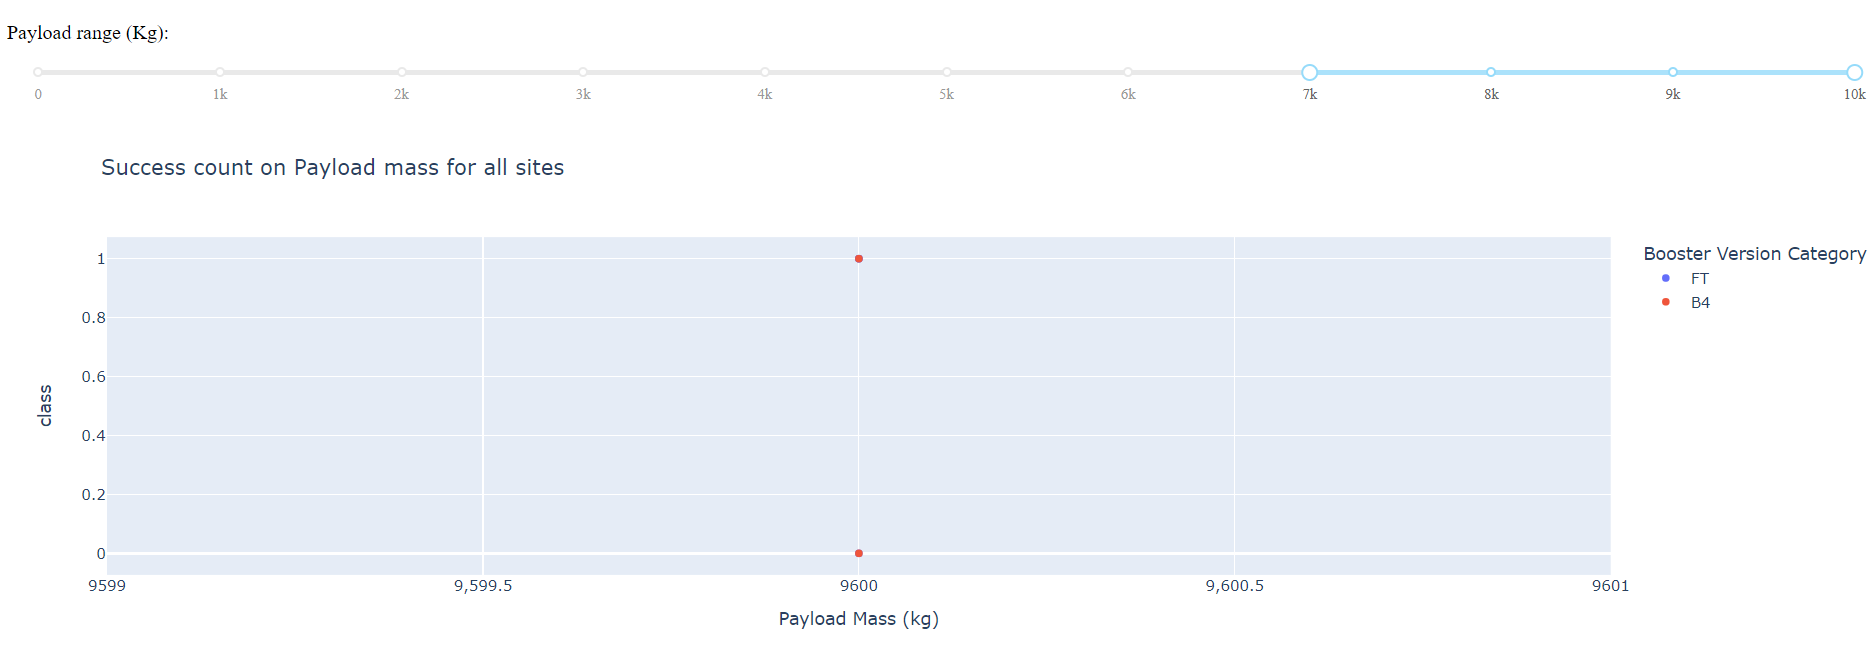 Payload range (Kg):
0 1k 2k 3k 4k 5k 6k 7k 8k 9k 10k
Success count on Payload mass for all sites
Booster Version Category
FT
B4
1
0.8
0.6
0.4
0.2
0
class
9599 9,599.5 9600 9,600.5 9601
Payload Mass (kg)